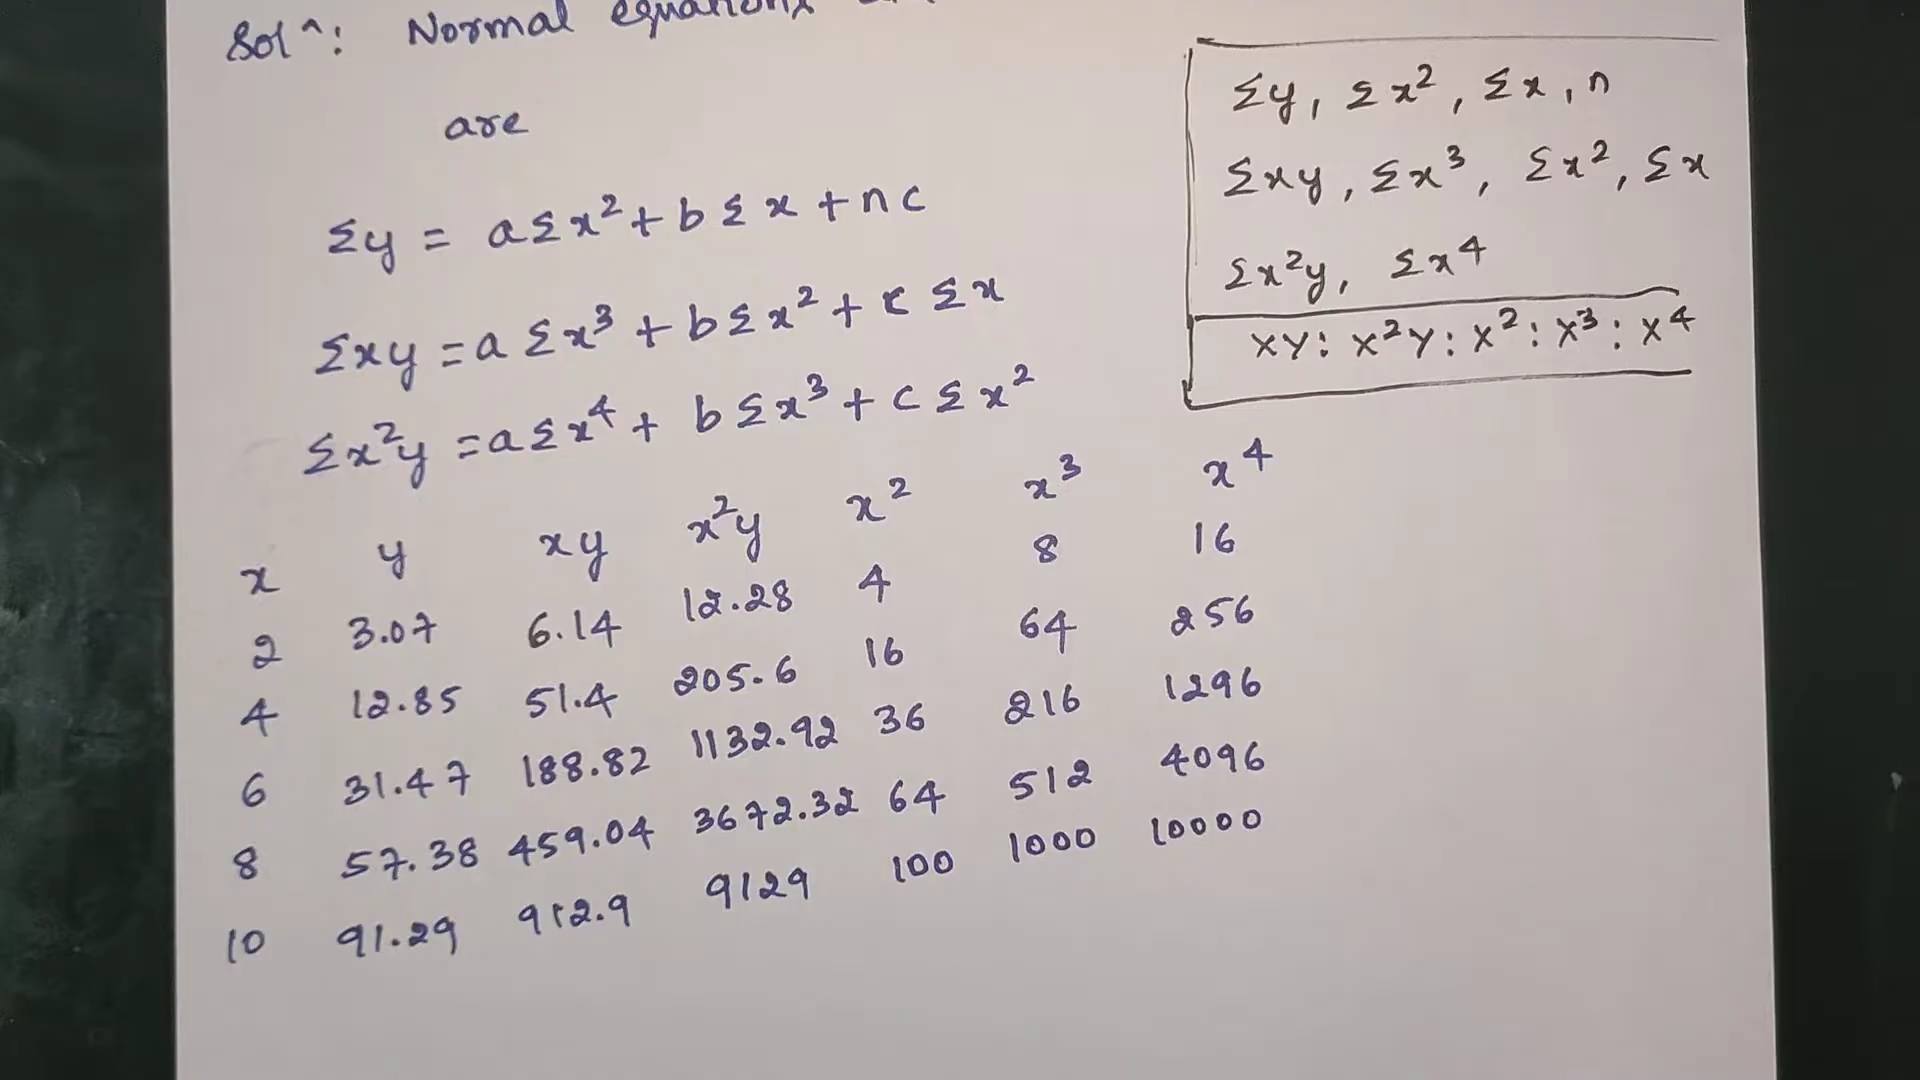 Solⁿ: Normal equations
are
Σy = aΣx² + bΣx + nc
Σxy = aΣx³ + bΣx² + cΣx
Σx²y = aΣx⁴ + bΣx³ + cΣx²
Σy, Σx², Σx, n
Σxy, Σx³, Σx², Σx
Σx²y, Σx⁴
XY: X²Y: X²: X³: X⁴
x y xy x²y x² x³ x⁴
2 3.07 6.14 12.28 4 8 16
4 12.85 51.4 205.6 16 64 256
6 31.47 188.82 1132.92 36 216 1296
8 57.38 459.04 3672.32 64 512 4096
10 91.29 912.9 9129 100 1000 10000